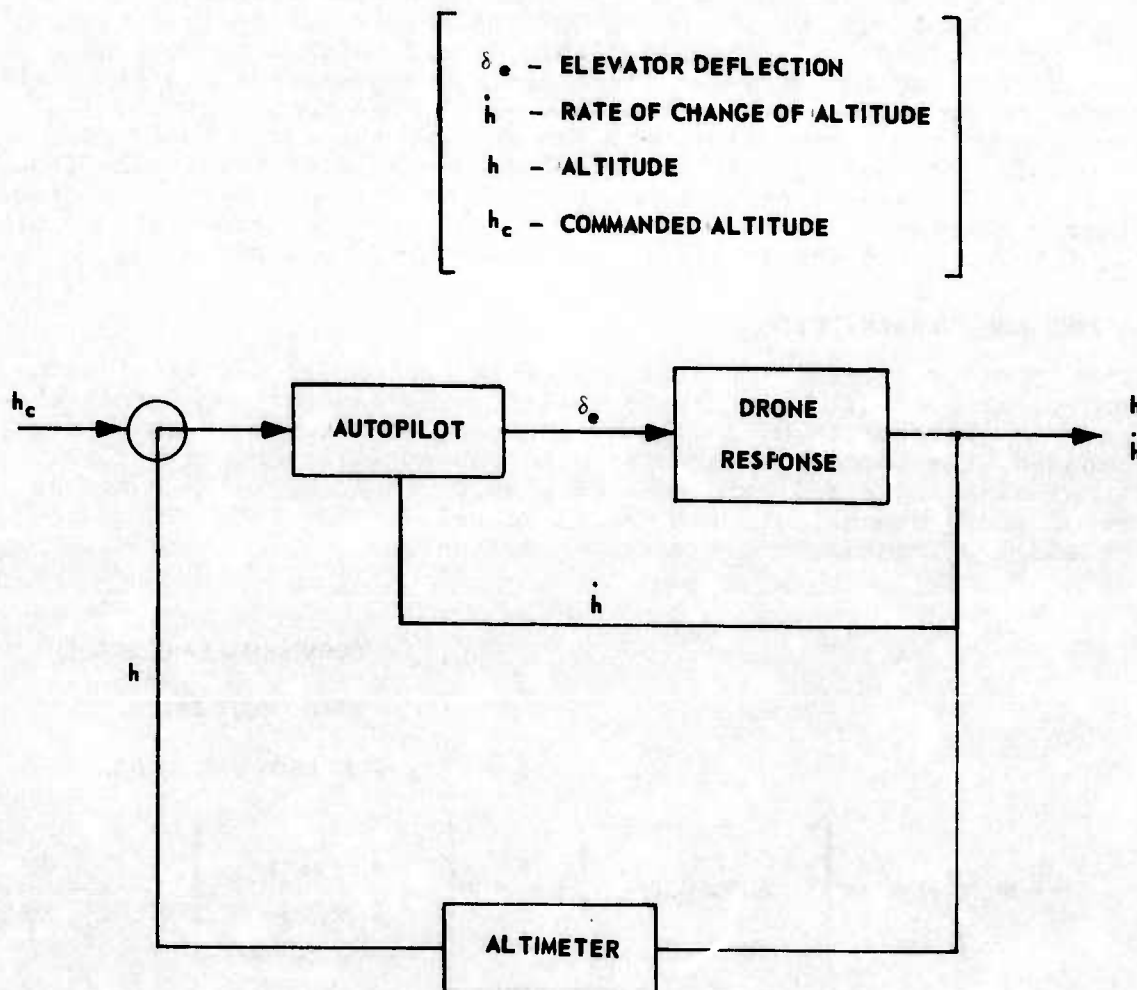 δe – ELEVATOR DEFLECTION
ḣ – RATE OF CHANGE OF ALTITUDE
h – ALTITUDE
hc – COMMANDED ALTITUDE
hc
AUTOPILOT
δe
DRONE
RESPONSE
ḣ
h
ALTIMETER